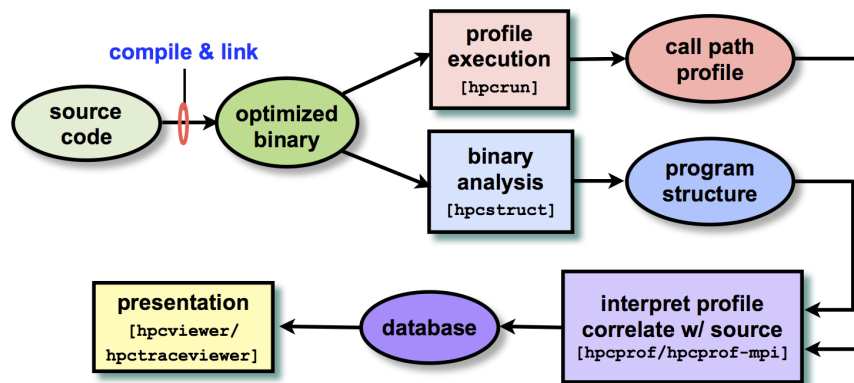 compile & link
source
code
optimized
binary
profile
execution
[hpcrun]
call path
profile
binary
analysis
[hpcstruct]
program
structure
interpret profile
correlate w/ source
[hpcprof/hpcprof-mpi]
database
presentation
[hpcviewer/
hpctraceviewer]